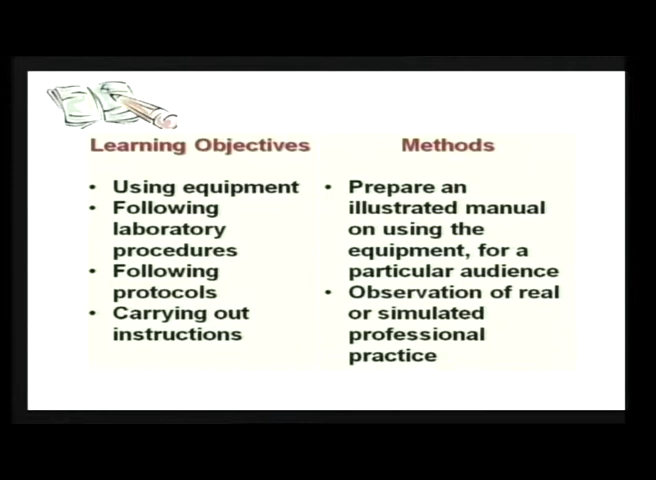 Learning Objectives
• Using equipment
• Following
laboratory
procedures
• Following
protocols
• Carrying out
instructions
Methods
• Prepare an
illustrated manual
on using the
equipment, for a
particular audience
• Observation of real
or simulated
professional
practice